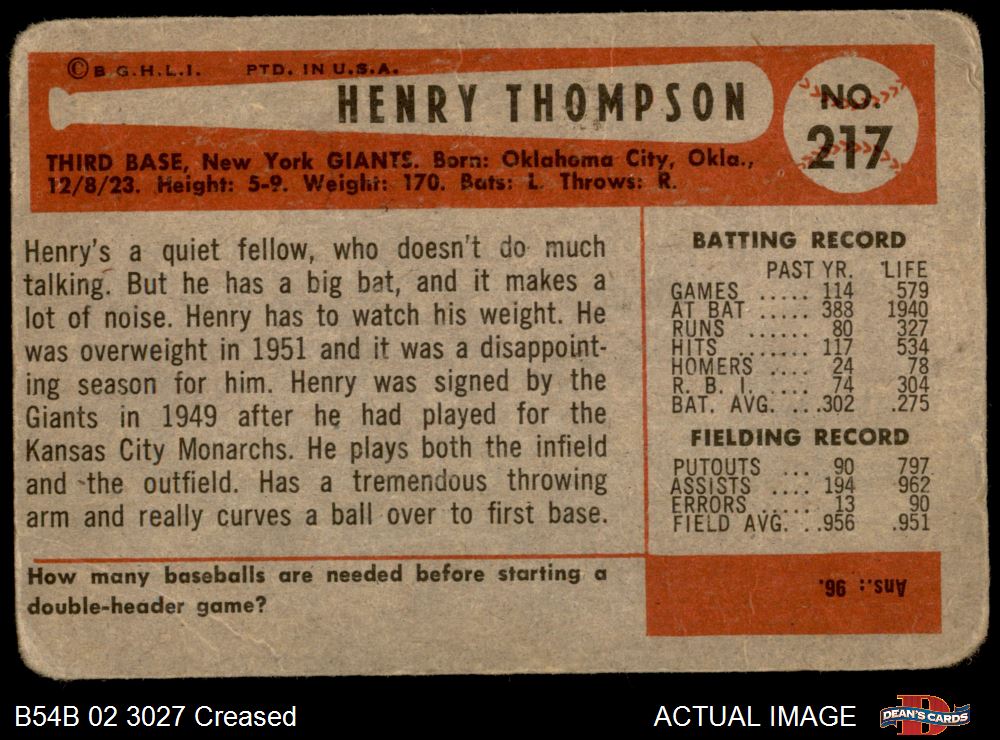 ©B.G.H.L.I. PTD. IN U.S.A.
HENRY THOMPSON
NO.
217
THIRD BASE, New York GIANTS. Born: Oklahoma City, Okla.,
12/8/23. Height: 5-9. Weight: 170. Bats: L. Throws: R.
Henry's a quiet fellow, who doesn't do much
talking. But he has a big bat, and it makes a
lot of noise. Henry has to watch his weight. He
was overweight in 1951 and it was a disappoint-
ing season for him. Henry was signed by the
Giants in 1949 after he had played for the
Kansas City Monarchs. He plays both the infield
and the outfield. Has a tremendous throwing
arm and really curves a ball over to first base.
How many baseballs are needed before starting a
double-header game?
BATTING RECORD
PAST YR. LIFE
GAMES ..... 114 579
AT BAT ..... 388 1940
RUNS ...... 80 327
HITS ....... 117 534
HOMERS .... 24 78
R. B. I. ..... 74 304
BAT. AVG. ...302 .275
FIELDING RECORD
PUTOUTS ... 90 797
ASSISTS .... 194 962
ERRORS ..... 13 90
FIELD AVG. ..956 .951
Ans.: 96.
B54B 02 3027 Creased
ACTUAL IMAGE
D
DEAN'S CARDS